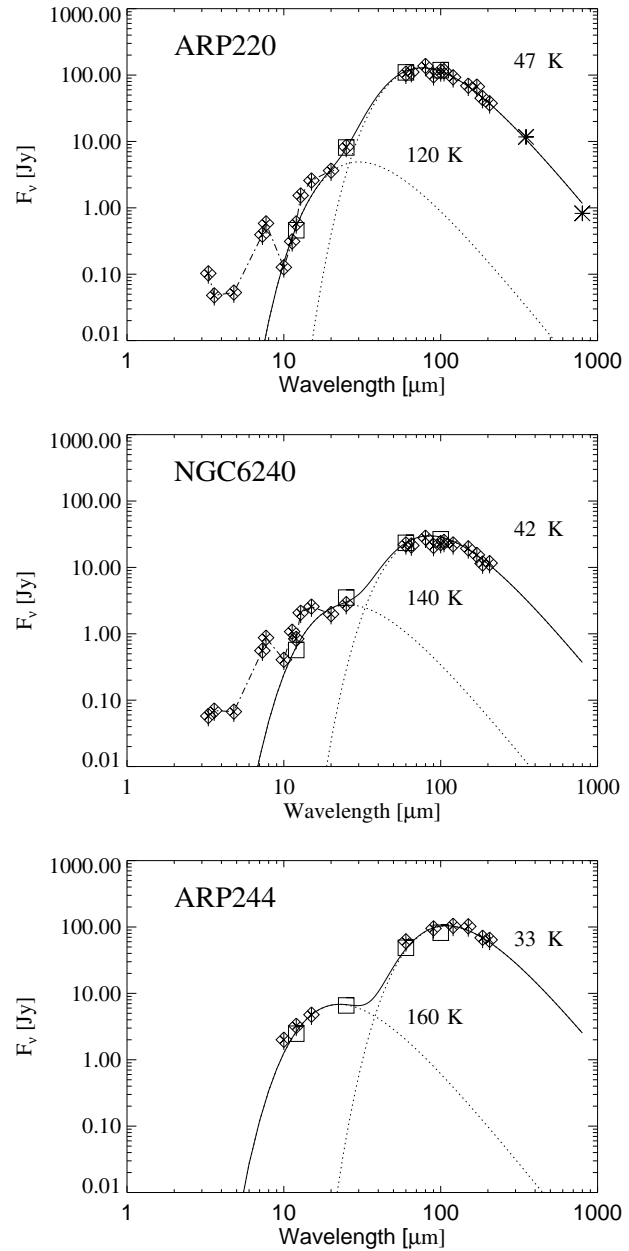 ARP220
47 K
120 K
1000.00
100.00
10.00
1.00
0.10
0.01
F_ν [Jy]
1 10 100 1000
Wavelength [μm]
NGC6240
42 K
140 K
1000.00
100.00
10.00
1.00
0.10
0.01
F_ν [Jy]
1 10 100 1000
Wavelength [μm]
ARP244
33 K
160 K
1000.00
100.00
10.00
1.00
0.10
0.01
F_ν [Jy]
1 10 100 1000
Wavelength [μm]